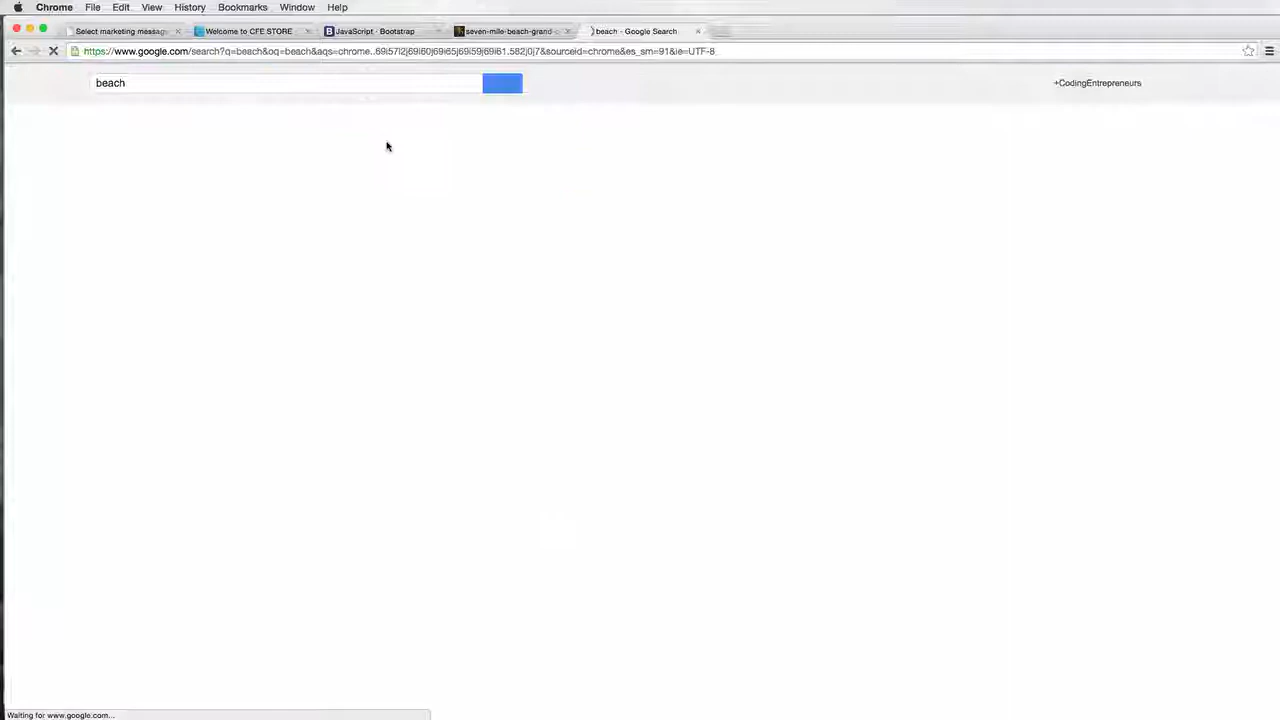 Chrome File Edit View History Bookmarks Window Help
Select marketing messag Welcome to CFE STORE JavaScript · Bootstrap seven-mile-beach-grand-c beach - Google Search
https://www.google.com/search?q=beach&oq=beach&aqs=chrome..69i57l2j69i60j69i65j69i59j69i61.582j0j7&sourceid=chrome&es_sm=91&ie=UTF-8
beach +CodingEntrepreneurs
Waiting for www.google.com...